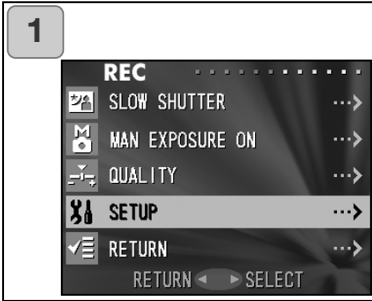 1
REC
SLOW SHUTTER
MAN EXPOSURE ON
QUALITY
SETUP
RETURN
RETURN SELECT